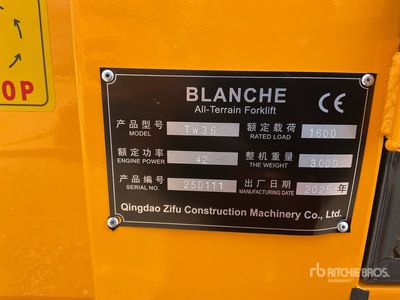 OP
BLANCHE
All-Terrain Forklift
CE
产品型号 TW36 额定载荷 1600
MODEL RATED LOAD
额定功率 42 整机重量 3000
ENGINE POWER THE WEIGHT
产品编号 25D111 出厂日期 2025 年
SERIAL NO. MANUFACTURING DATE
Qingdao Zifu Construction Machinery Co., Ltd.
rb RITCHIE BROS.